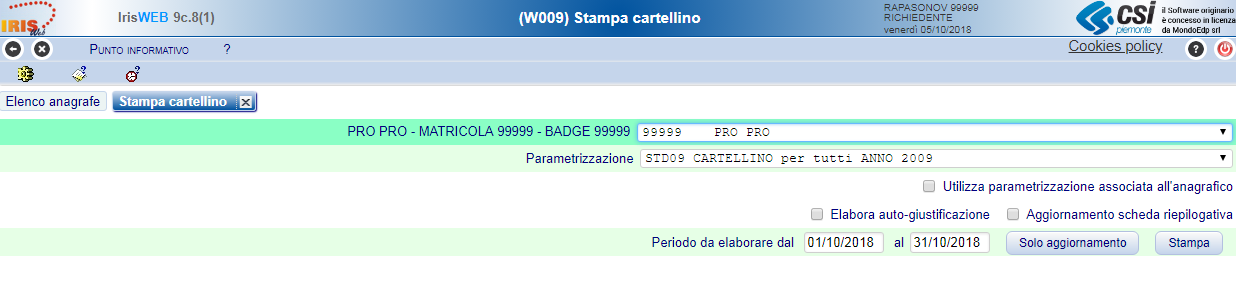 IRIS Web
IrisWEB 9c.8(1)
(W009) Stampa cartellino
RAPASONOV 99999
RICHIEDENTE
venerdì 05/10/2018
csi piemonte
il Software originario
è concesso in licenza
da MondoEdp srl
PUNTO INFORMATIVO ?
Cookies policy ?
Elenco anagrafe Stampa cartellino
PRO PRO - MATRICOLA 99999 - BADGE 99999 99999 PRO PRO
Parametrizzazione STD09 CARTELLINO per tutti ANNO 2009
Utilizza parametrizzazione associata all'anagrafico
Elabora auto-giustificazione Aggiornamento scheda riepilogativa
Periodo da elaborare dal 01/10/2018 al 31/10/2018 Solo aggiornamento Stampa